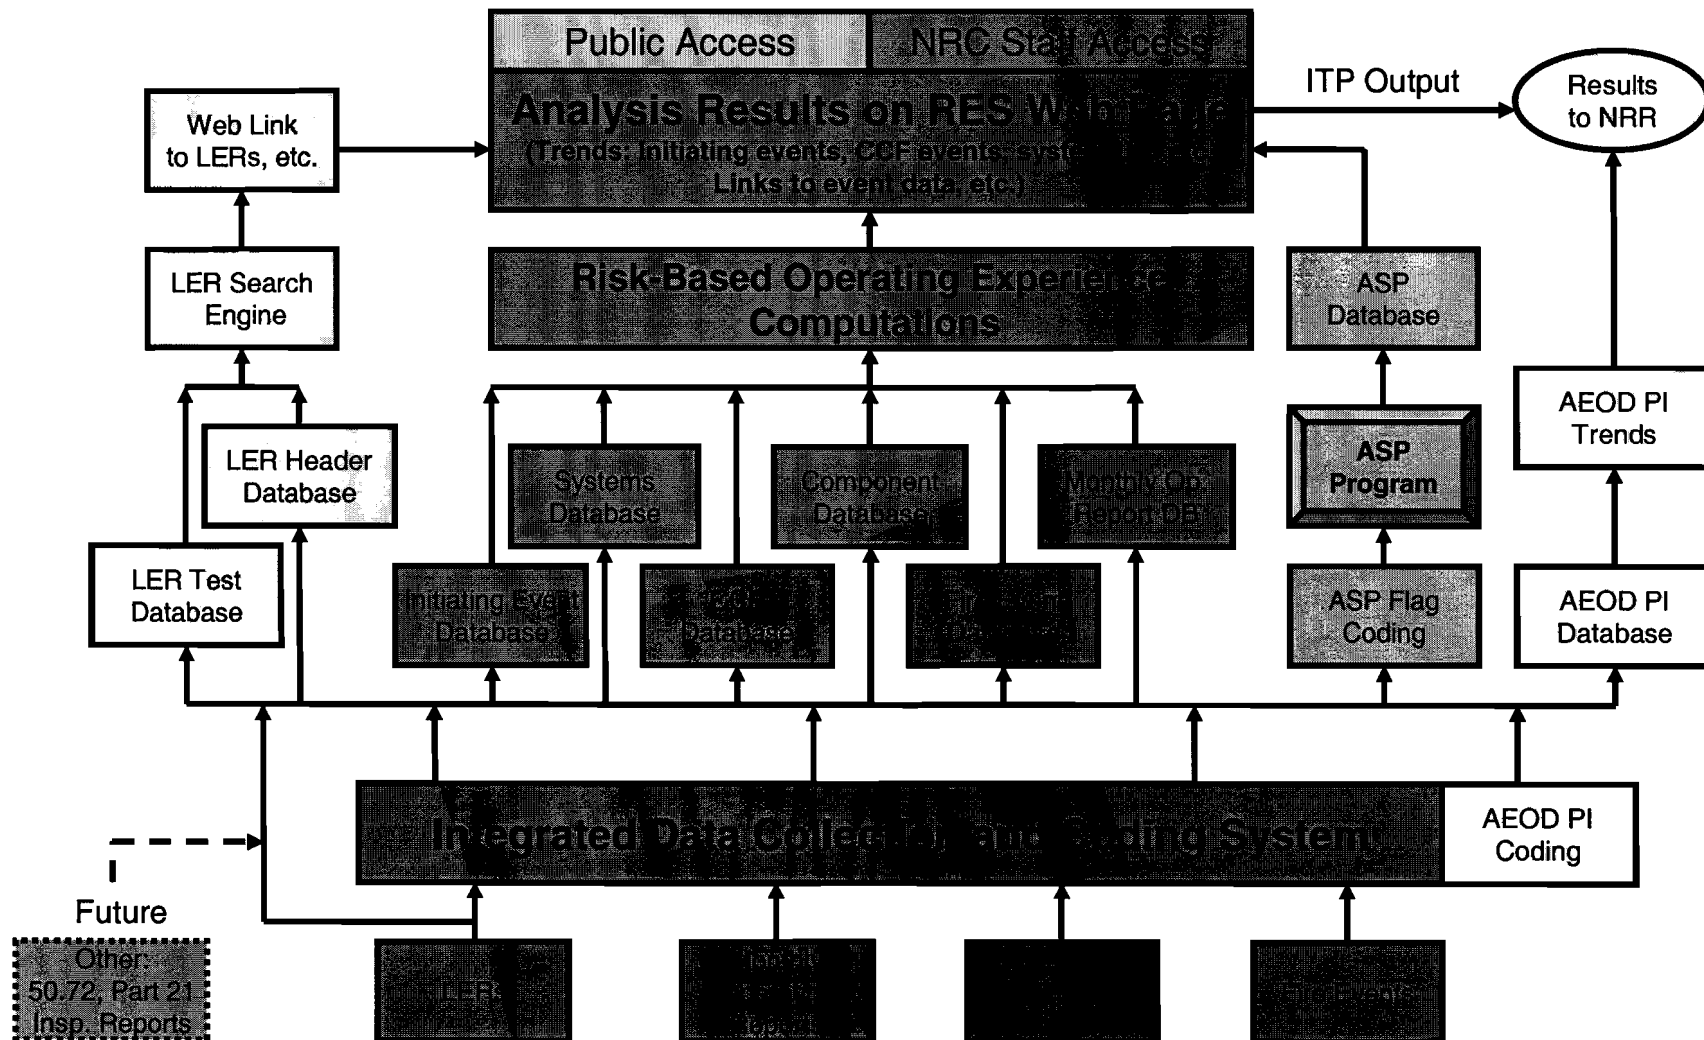 Public Access
NRC Staff Access
Analysis Results on RES Web
(Trends: Initiating events, CCF events,
Links to event data, etc.)
ITP Output
Results
to NRR
Web Link
to LERs, etc.
LER Search
Engine
Risk-Based Operating Experience
Computations
ASP
Database
LER Header
Database
Systems
Database
Component
Database
Monthly Op.
Report DB
ASP
Program
AEOD PI
Trends
LER Test
Database
Initiating Event
Database
Database
ASP Flag
Coding
AEOD PI
Database
Integrated Data Collection and Coding System
AEOD PI
Coding
Future
Other:
50.72, Part 21
Insp. Reports
LER
Events